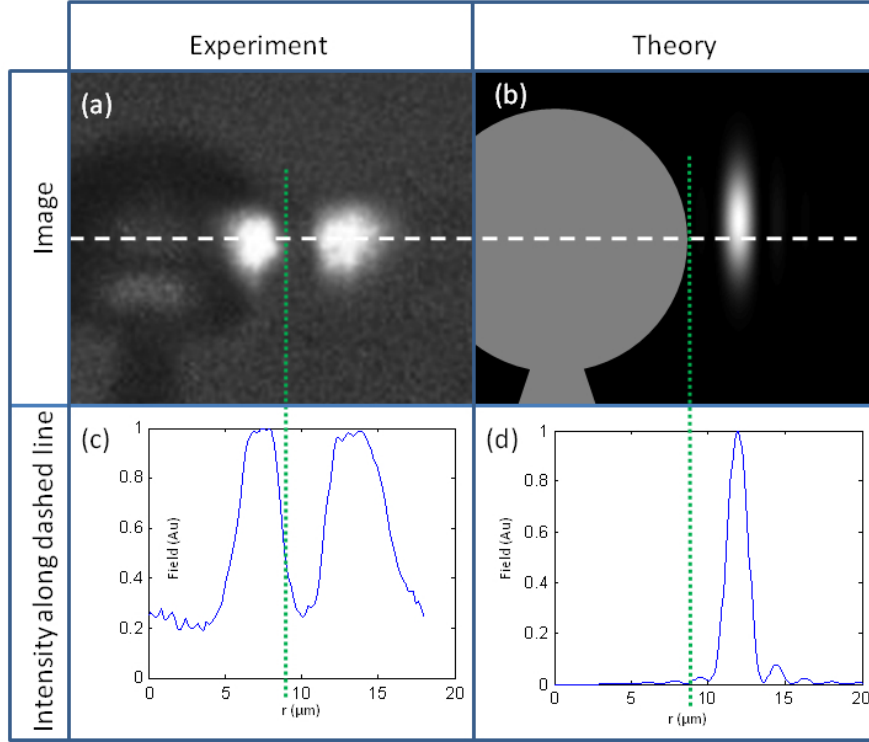 Experiment
Theory
Image
(a)
(b)
Intensity along dashed line
(c)
1
0.8
0.6
0.4
0.2
0
Field (Au)
0
5
10
15
20
r (µm)
(d)
1
0.8
0.6
0.4
0.2
0
Field (Au)
0
5
10
15
20
r (µm)